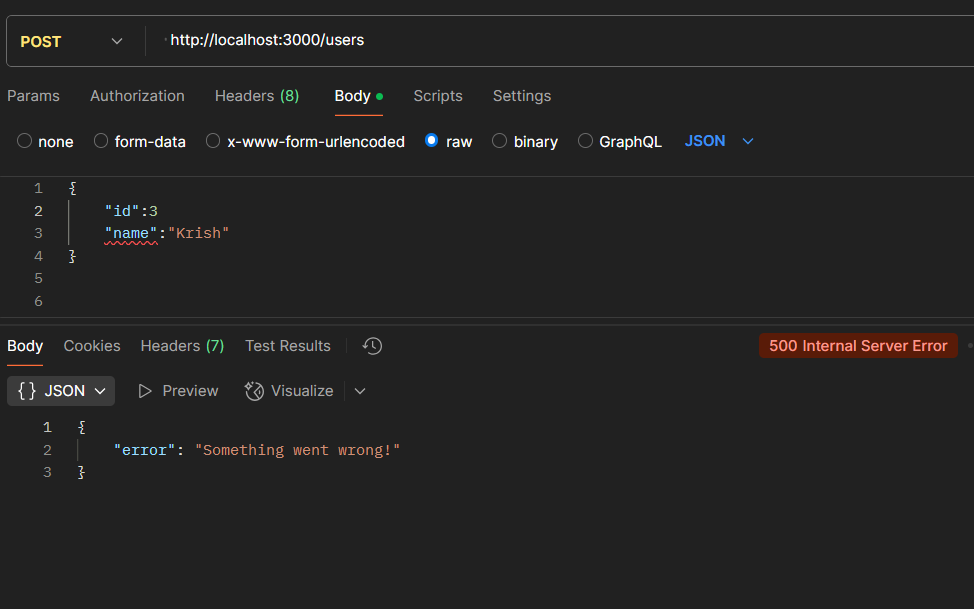 POST http://localhost:3000/users
Params Authorization Headers (8) Body Scripts Settings
none form-data x-www-form-urlencoded raw binary GraphQL JSON
1 {
2 "id":3
3 "name":"Krish"
4 }
5
6
Body Cookies Headers (7) Test Results 500 Internal Server Error
{} JSON Preview Visualize
1 {
2 "error": "Something went wrong!"
3 }